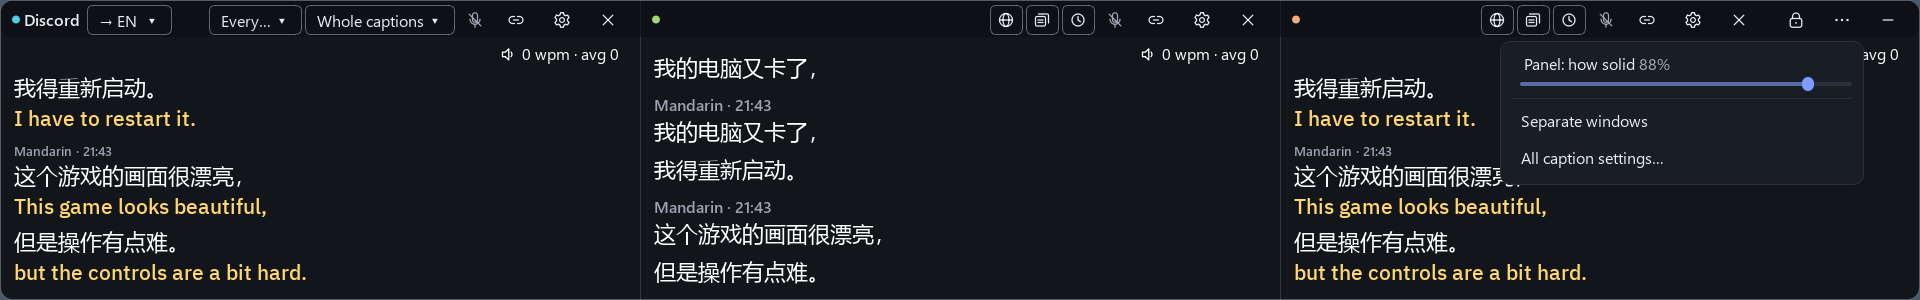 Discord → EN Every... Whole captions
0 wpm · avg 0
我得重新启动。
I have to restart it.
Mandarin · 21:43
这个游戏的画面很漂亮，
This game looks beautiful,
但是操作有点难。
but the controls are a bit hard.
0 wpm · avg 0
我的电脑又卡了，
Mandarin · 21:43
我的电脑又卡了，
我得重新启动。
Mandarin · 21:43
这个游戏的画面很漂亮，
但是操作有点难。
avg 0
Panel: how solid 88%
Separate windows
All caption settings...
我得重新启动。
I have to restart it.
Mandarin · 21:43
这个游戏的画面很漂亮，
This game looks beautiful,
但是操作有点难。
but the controls are a bit hard.